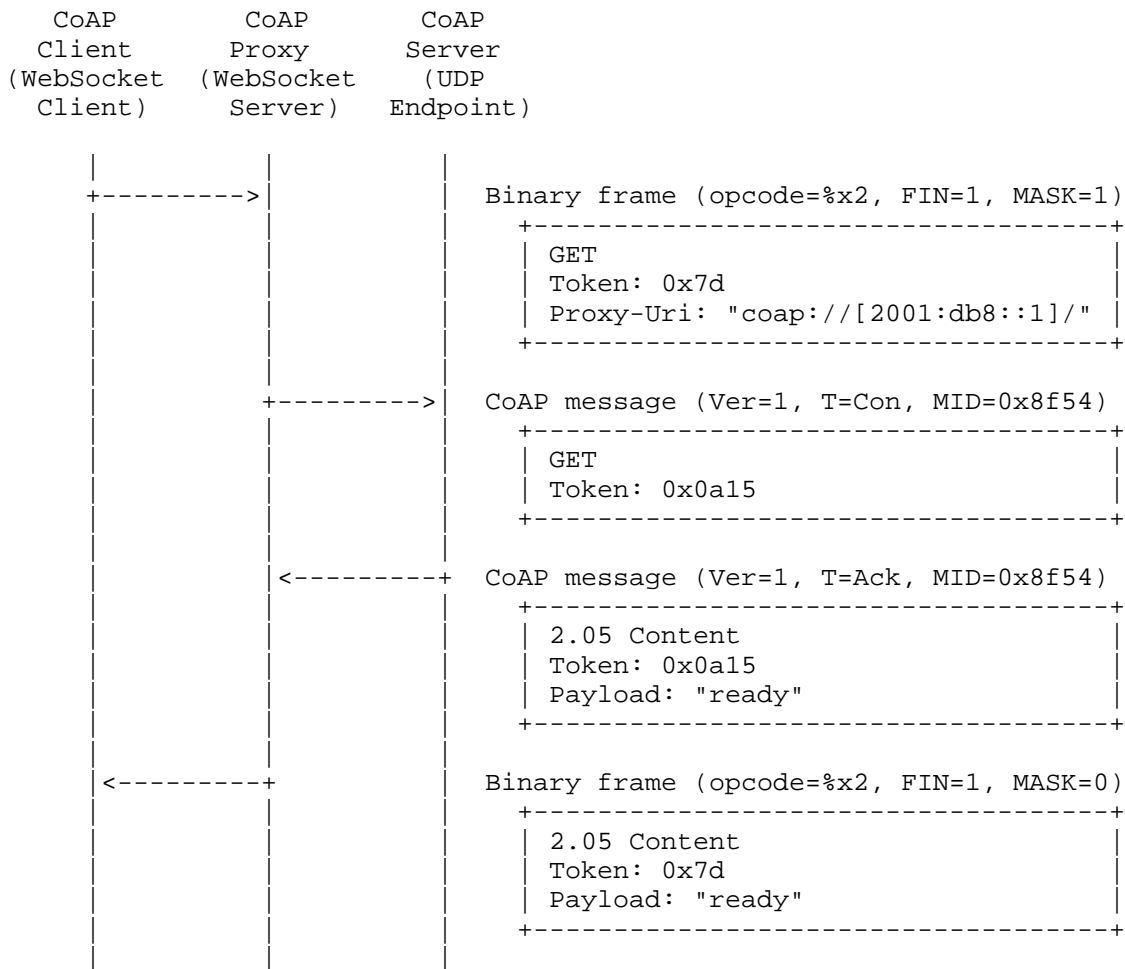 CoAP CoAP CoAP
Client Proxy Server
(WebSocket (WebSocket (UDP
Client) Server) Endpoint)
Binary frame (opcode=%x2, FIN=1, MASK=1)
GET
Token: 0x7d
Proxy-Uri: "coap://[2001:db8::1]/"
CoAP message (Ver=1, T=Con, MID=0x8f54)
GET
Token: 0x0a15
CoAP message (Ver=1, T=Ack, MID=0x8f54)
2.05 Content
Token: 0x0a15
Payload: "ready"
Binary frame (opcode=%x2, FIN=1, MASK=0)
2.05 Content
Token: 0x7d
Payload: "ready"